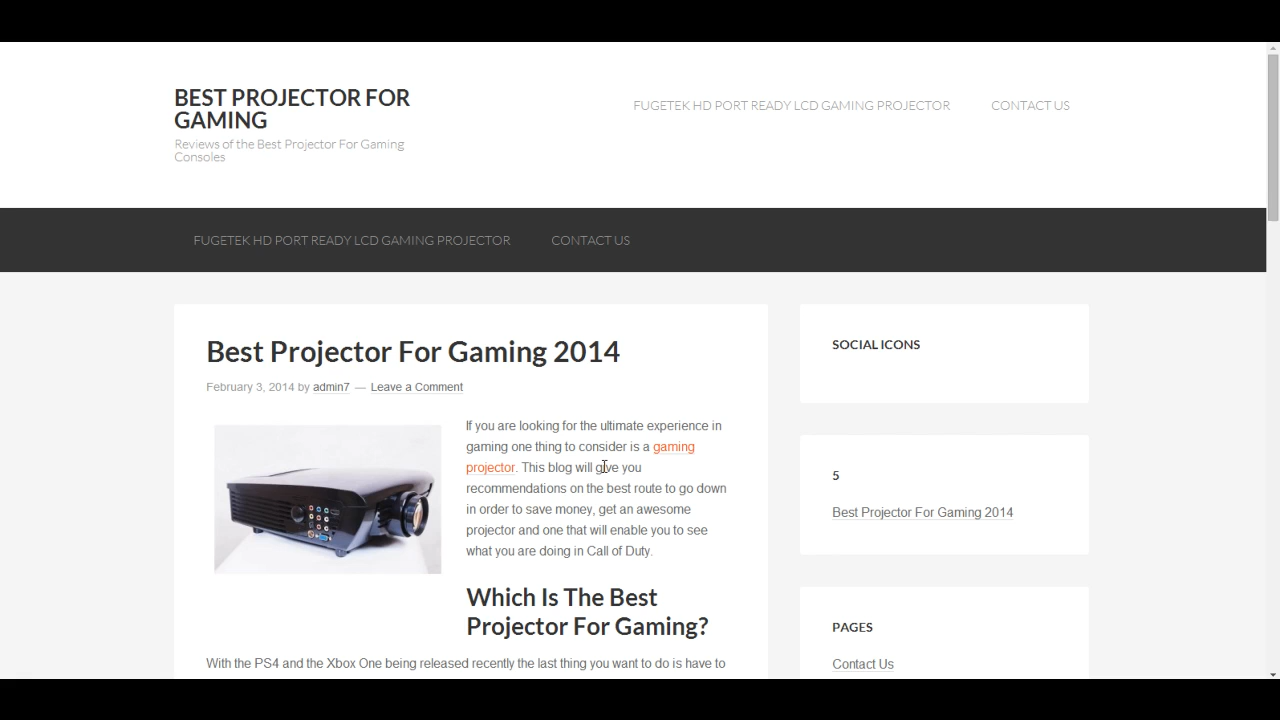 BEST PROJECTOR FOR
GAMING
Reviews of the Best Projector For Gaming
Consoles
FUGETEK HD PORT READY LCD GAMING PROJECTOR
CONTACT US
FUGETEK HD PORT READY LCD GAMING PROJECTOR
CONTACT US
Best Projector For Gaming 2014
February 3, 2014 by admin7 — Leave a Comment
If you are looking for the ultimate experience in
gaming one thing to consider is a gaming
projector. This blog will give you
recommendations on the best route to go down
in order to save money, get an awesome
projector and one that will enable you to see
what you are doing in Call of Duty.
Which Is The Best
Projector For Gaming?
With the PS4 and the Xbox One being released recently the last thing you want to do is have to
SOCIAL ICONS
5
Best Projector For Gaming 2014
PAGES
Contact Us